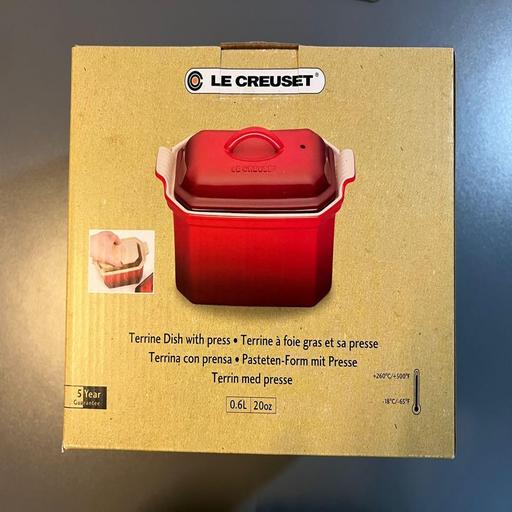 LE CREUSET®
LE CREUSET
Terrine Dish with press • Terrine à foie gras et sa presse
Terrina con prensa • Pasteten-Form mit Presse
Terrin med presse
+260°C/+500°F
5 Year
Guarantee
-18°C/-65°F
0.6L 20oz